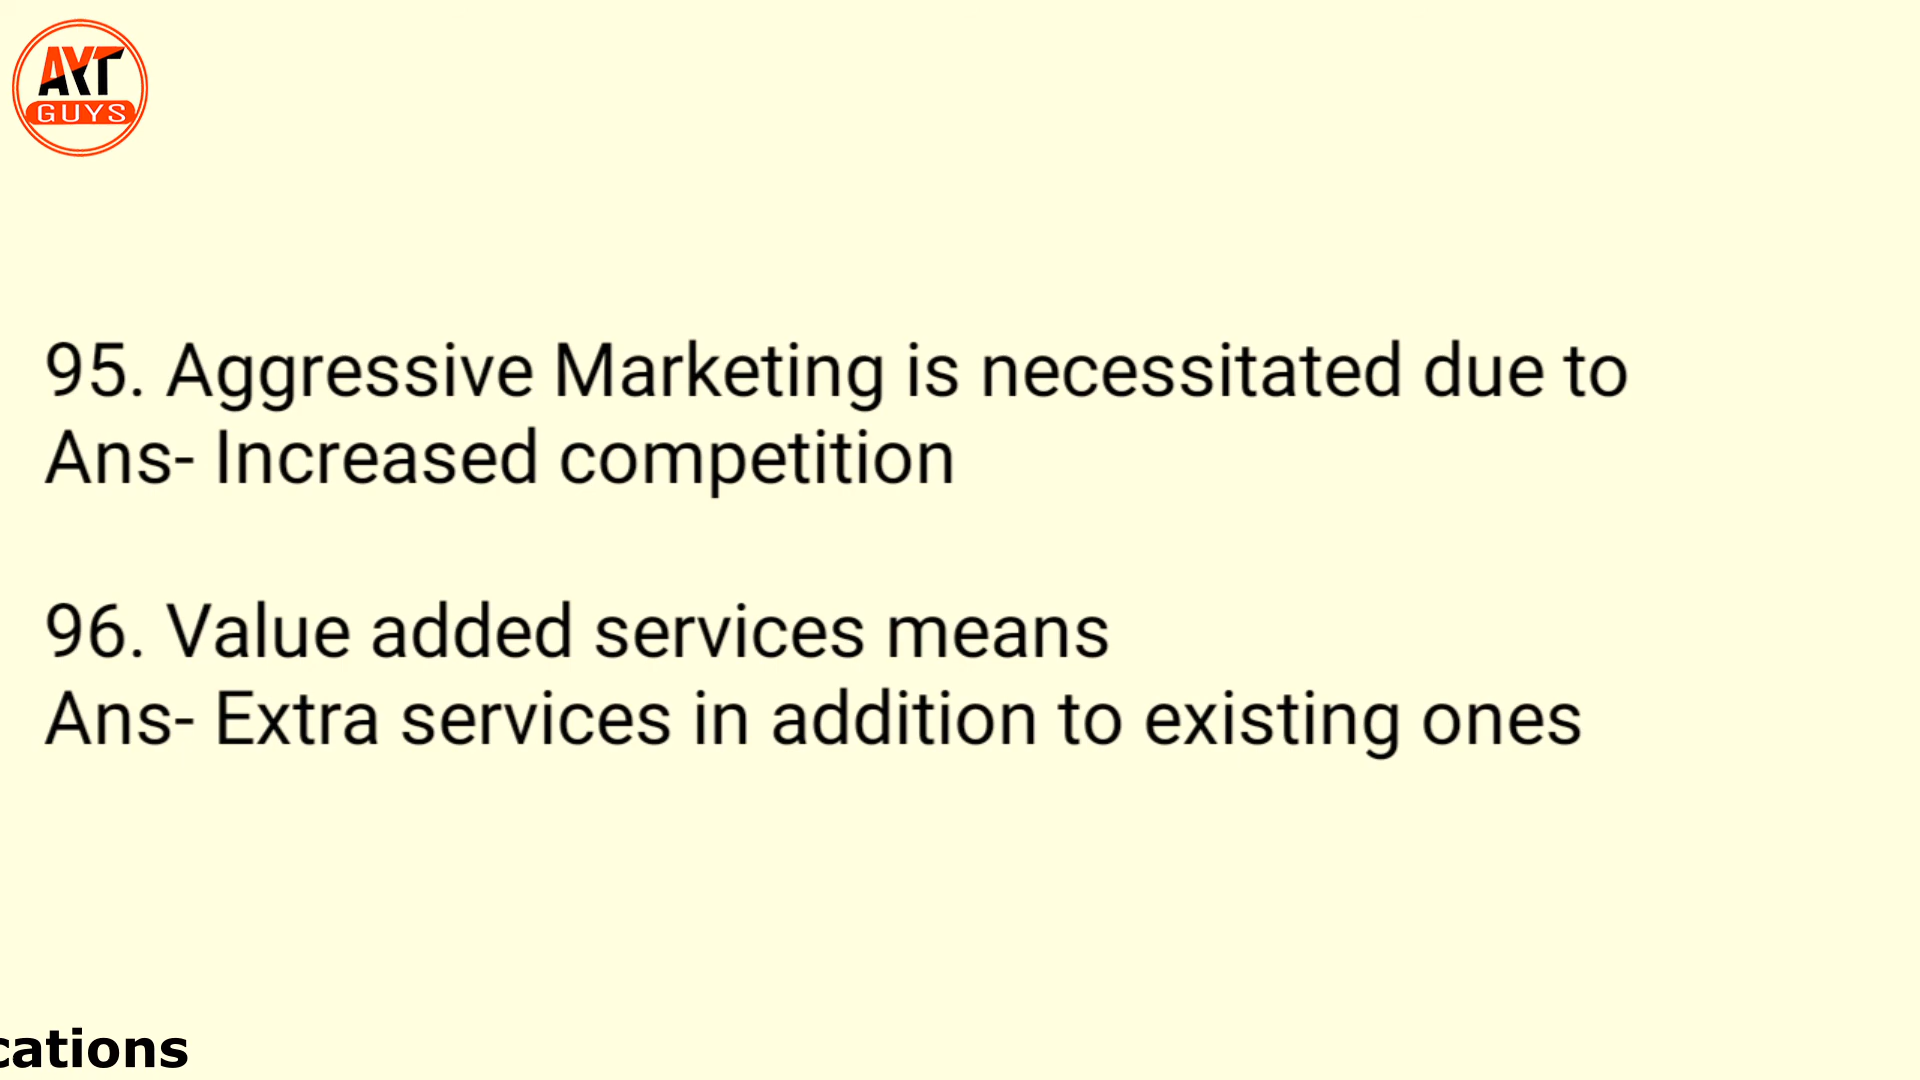 AXT
GUYS
95. Aggressive Marketing is necessitated due to
Ans- Increased competition
96. Value added services means
Ans- Extra services in addition to existing ones
cations